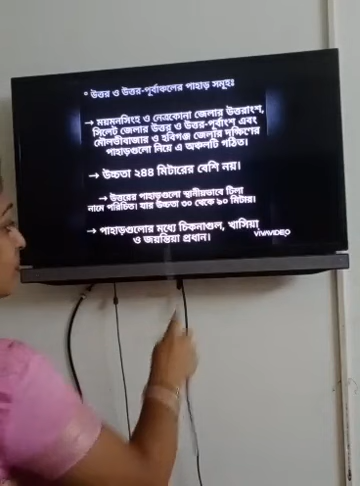 ° উত্তর ও উত্তর-পূর্বাঞ্চলের পাহাড় সমূহঃ
→ ময়মনসিংহ ও নেত্রকোনা জেলার উত্তরাংশ,
সিলেট জেলার উত্তর ও উত্তর-পূর্বাংশ এবং
মৌলভীবাজার ও হবিগঞ্জ জেলার দক্ষিণের
পাহাড়গুলো নিয়ে এ অঞ্চলটি গঠিত।
→ উচ্চতা ২৪৪ মিটারের বেশি নয়।
→ উত্তরের পাহাড়গুলো স্থানীয়ভাবে টিলা
নামে পরিচিত। যার উচ্চতা ৩০ থেকে ৯০ মিটার।
→ পাহাড়গুলোর মধ্যে চিকনাগুল, খাসিয়া
ও জয়ন্তিয়া প্রধান।
VIVAVIDEO